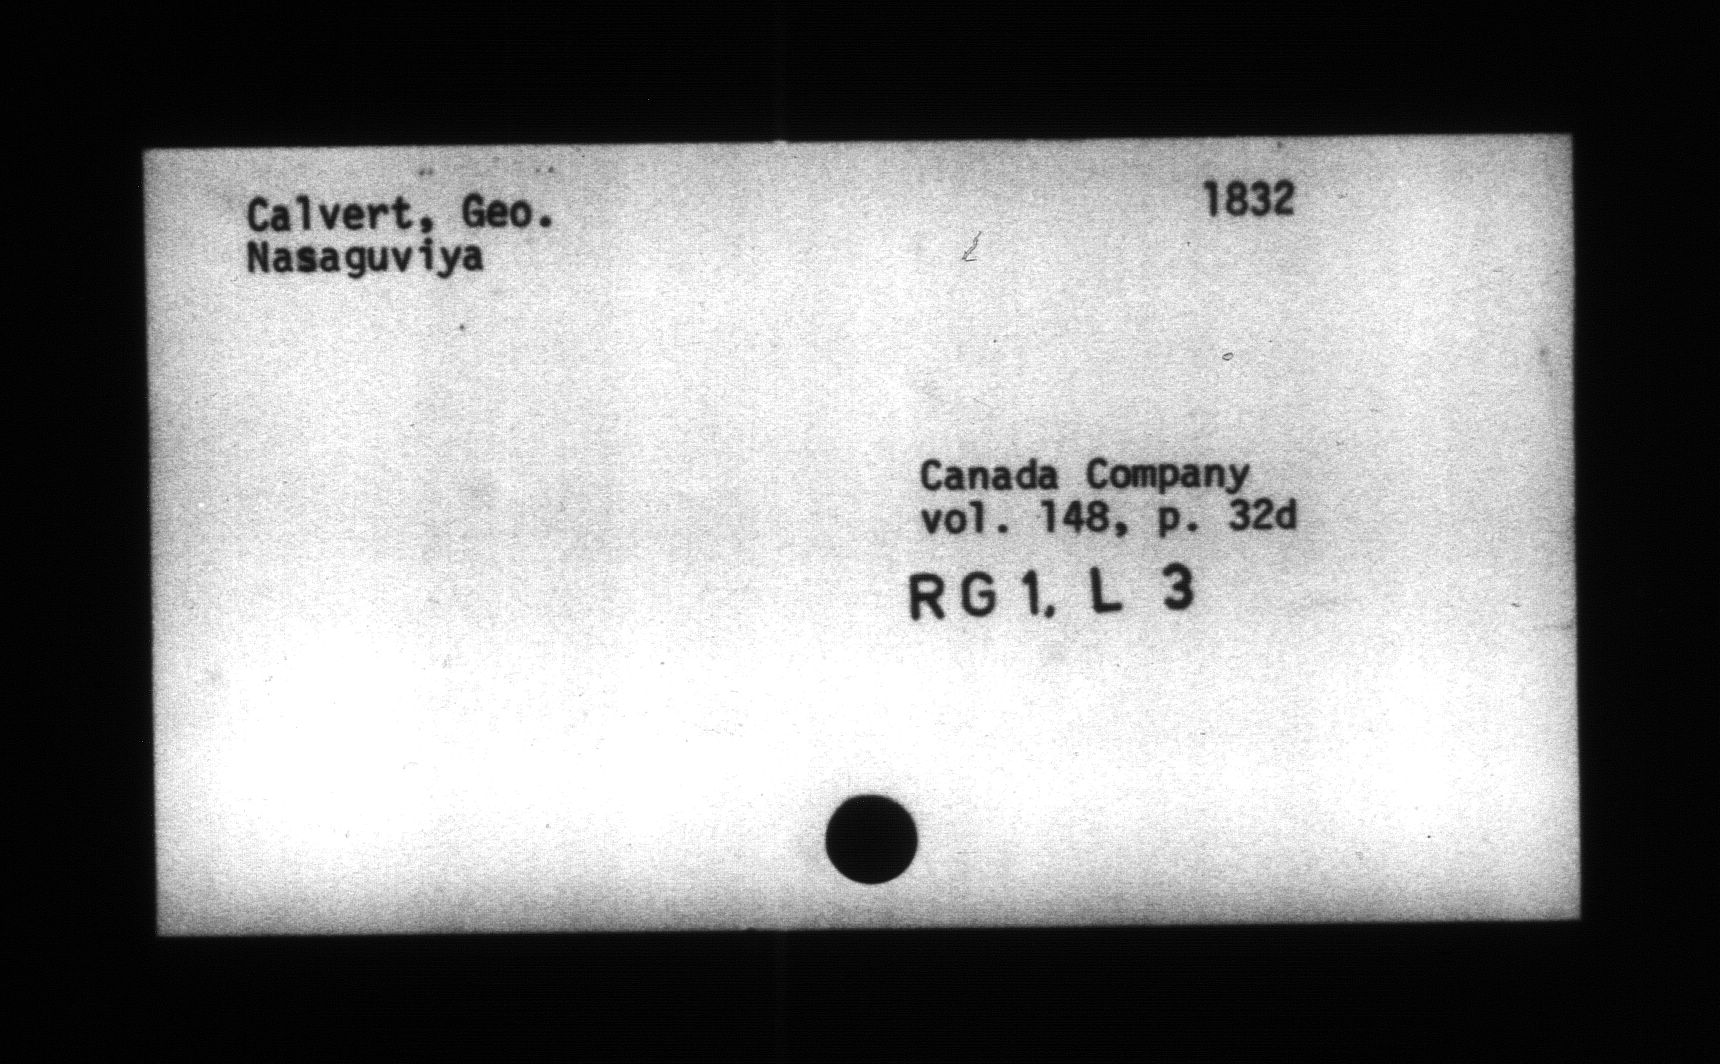 Calvert, Geo.
Nasaguviya
1832
Canada Company
vol. 148, p. 32d
RG 1, L 3